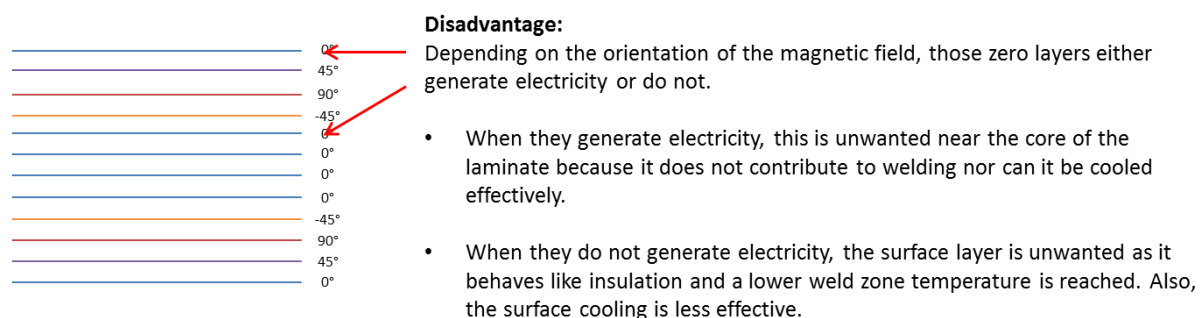 Disadvantage:
Depending on the orientation of the magnetic field, those zero layers either
generate electricity or do not.
• When they generate electricity, this is unwanted near the core of the
laminate because it does not contribute to welding nor can it be cooled
effectively.
• When they do not generate electricity, the surface layer is unwanted as it
behaves like insulation and a lower weld zone temperature is reached. Also,
the surface cooling is less effective.
0°
45°
90°
-45°
0°
0°
0°
0°
-45°
90°
45°
0°